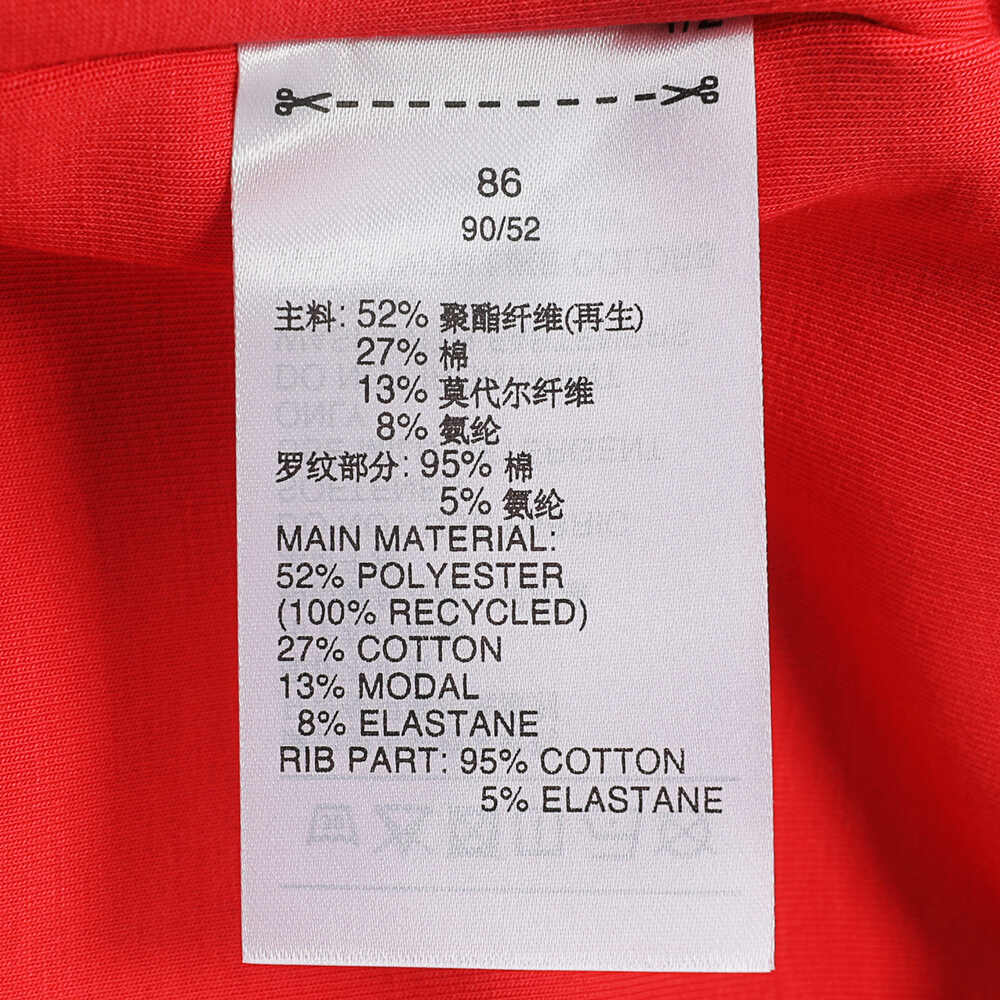 86
90/52
主料: 52% 聚酯纤维(再生)
27% 棉
13% 莫代尔纤维
8% 氨纶
罗纹部分: 95% 棉
5% 氨纶
MAIN MATERIAL:
52% POLYESTER
(100% RECYCLED)
27% COTTON
13% MODAL
8% ELASTANE
RIB PART: 95% COTTON
5% ELASTANE